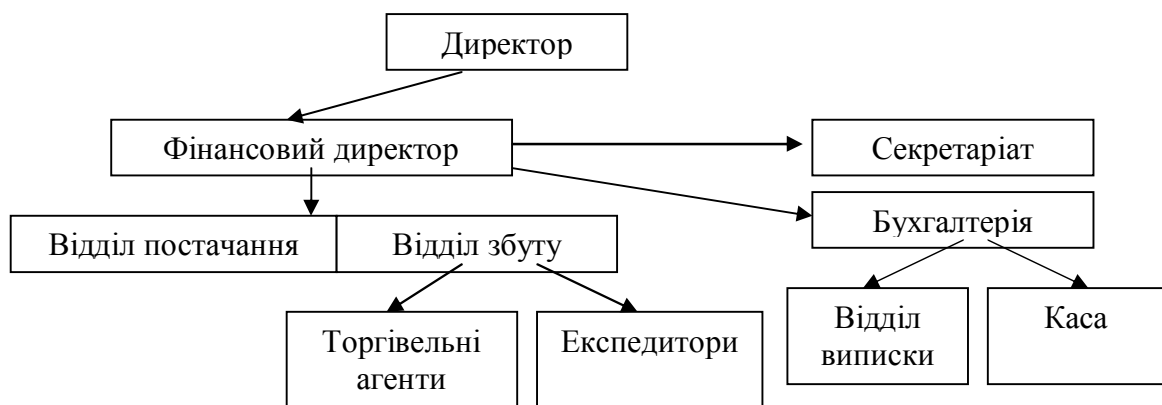 Директор
Фінансовий директор
Секретаріат
Бухгалтерія
Відділ постачання
Відділ збуту
Торгівельні
агенти
Експедитори
Відділ
виписки
Каса